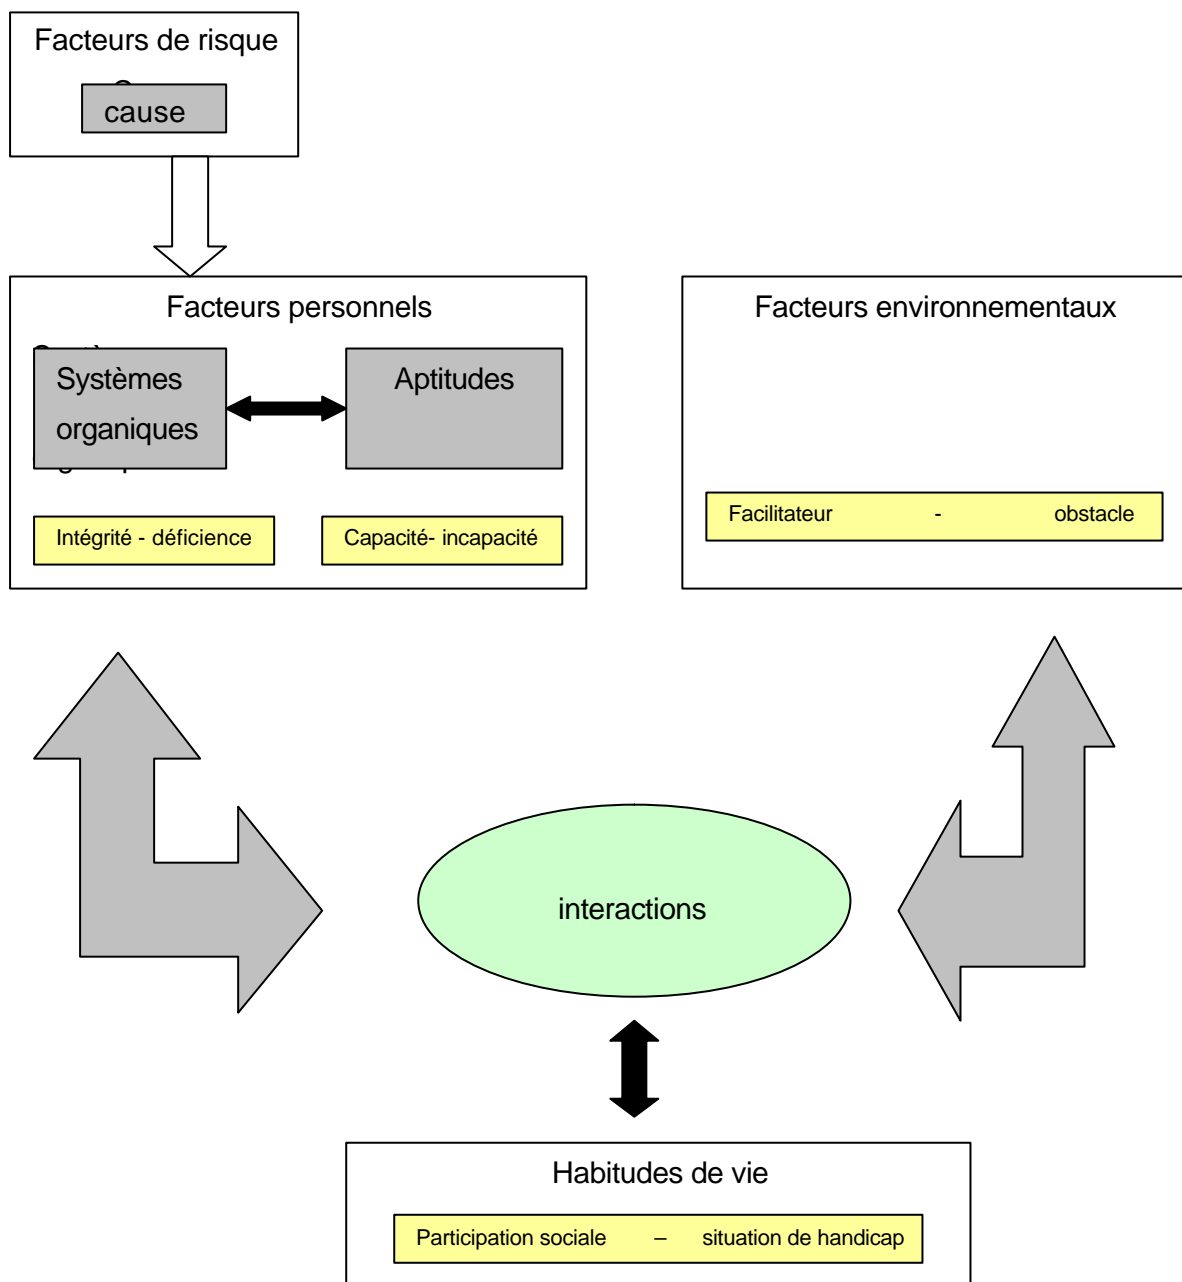 Facteurs de risque
cause
Facteurs personnels
Systèmes
organiques
Aptitudes
Intégrité - déficience
Capacité- incapacité
Facteurs environnementaux
Facilitateur - obstacle
interactions
Habitudes de vie
Participation sociale – situation de handicap